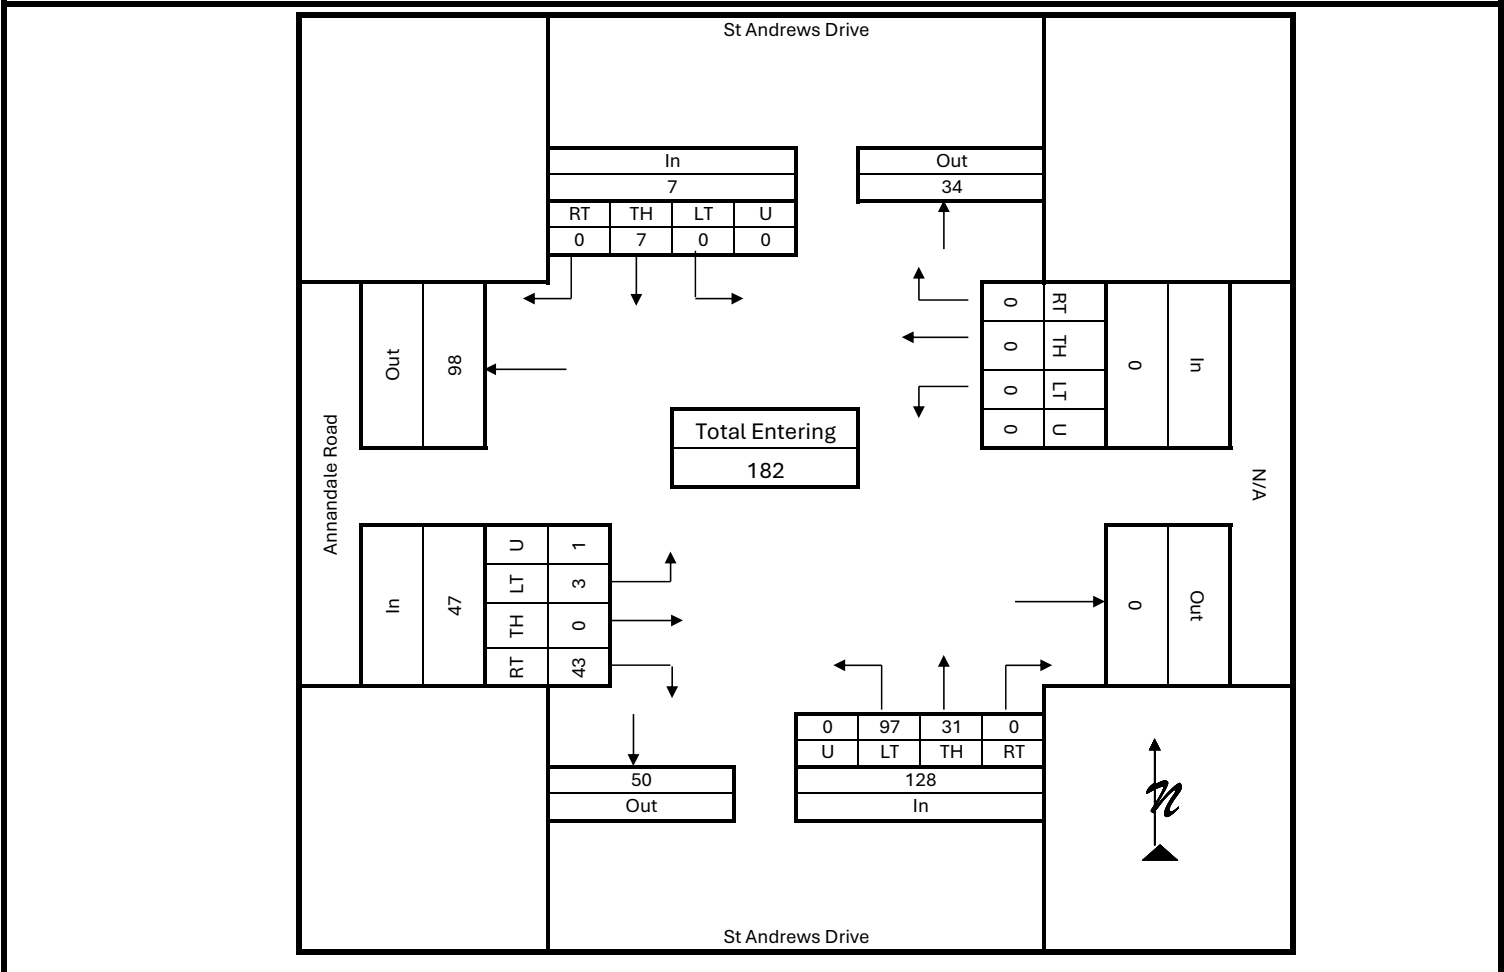 St Andrews Drive
In
7
RT TH LT U
0 7 0 0
Out
34
Annandale Road
Out
98
RT 0
TH 0
LT 0
U 0
0
In
N/A
Total Entering
182
In
47
U 1
LT 3
TH 0
RT 43
0
Out
50
Out
0 97 31 0
U LT TH RT
128
In
N
St Andrews Drive